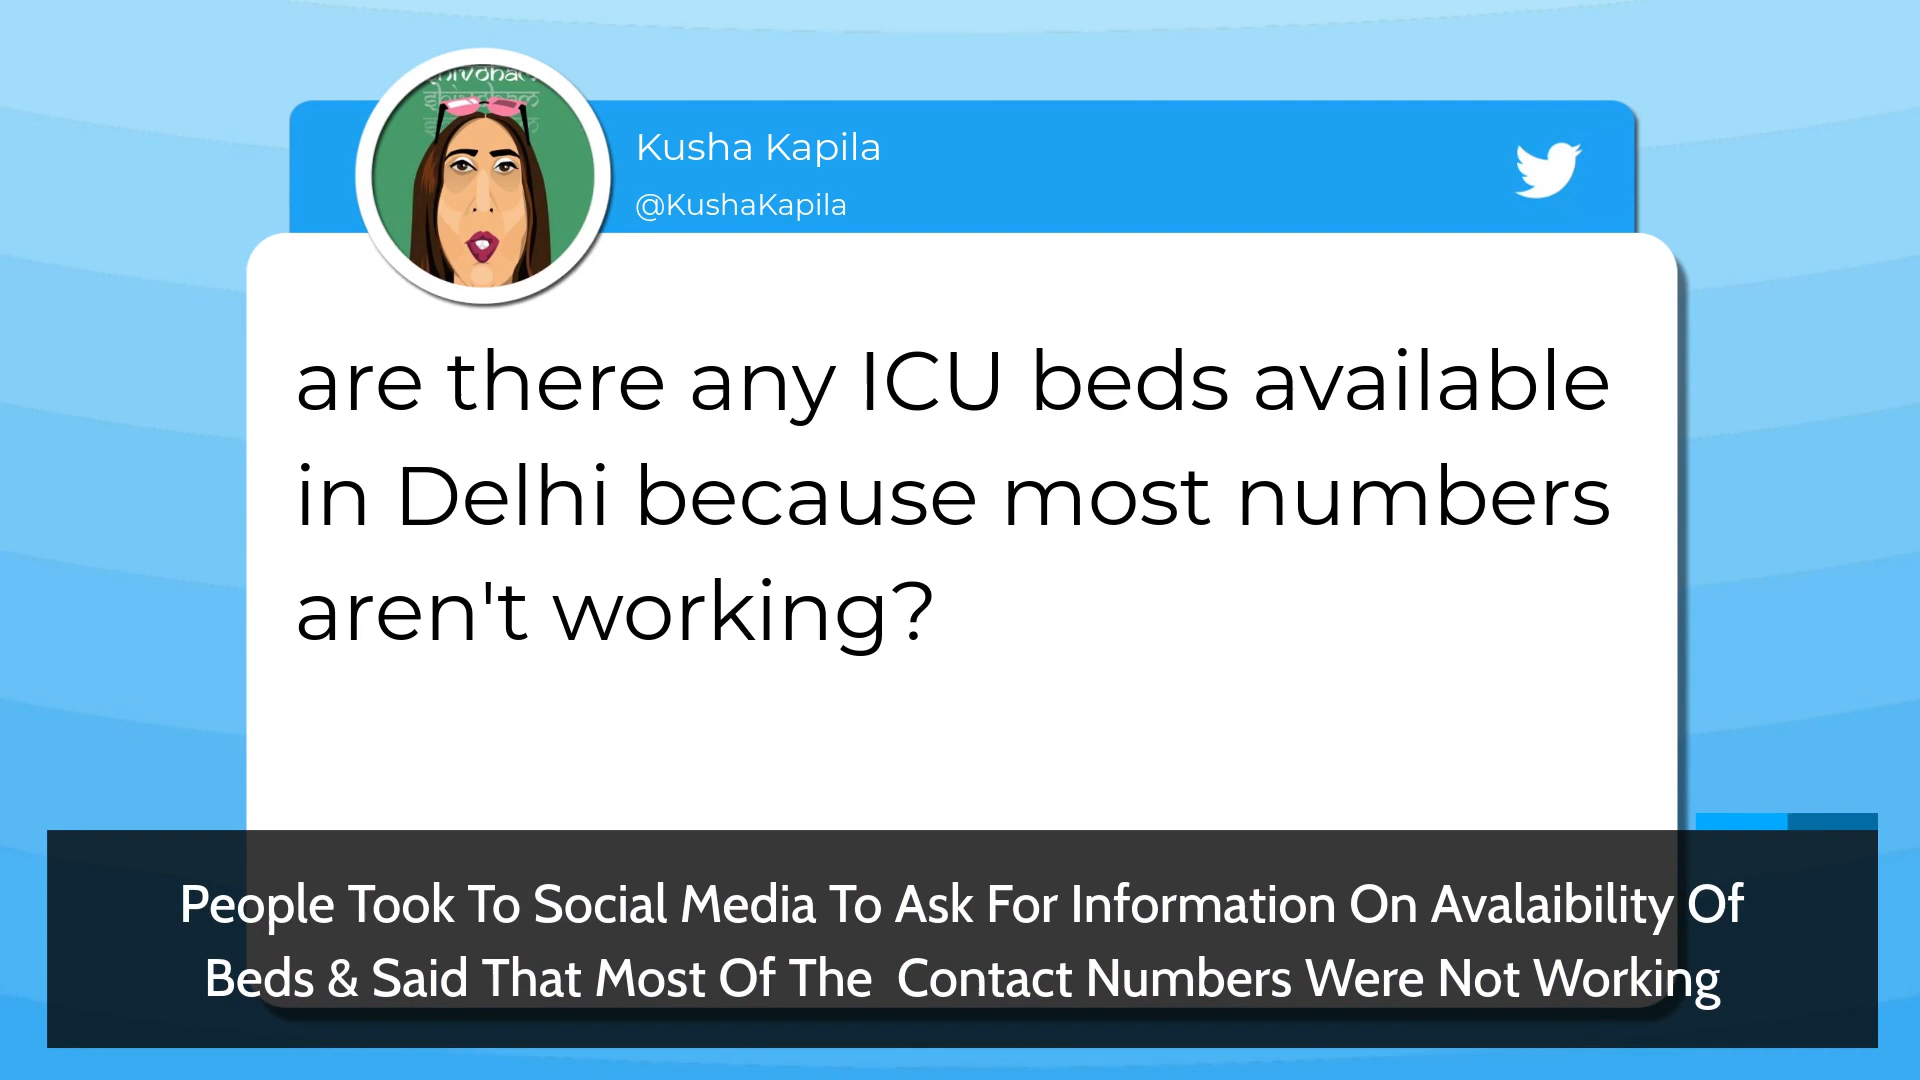 shivoham
Kusha Kapila
@KushaKapila
are there any ICU beds available
in Delhi because most numbers
aren't working?
People Took To Social Media To Ask For Information On Avalaibility Of
Beds & Said That Most Of The  Contact Numbers Were Not Working